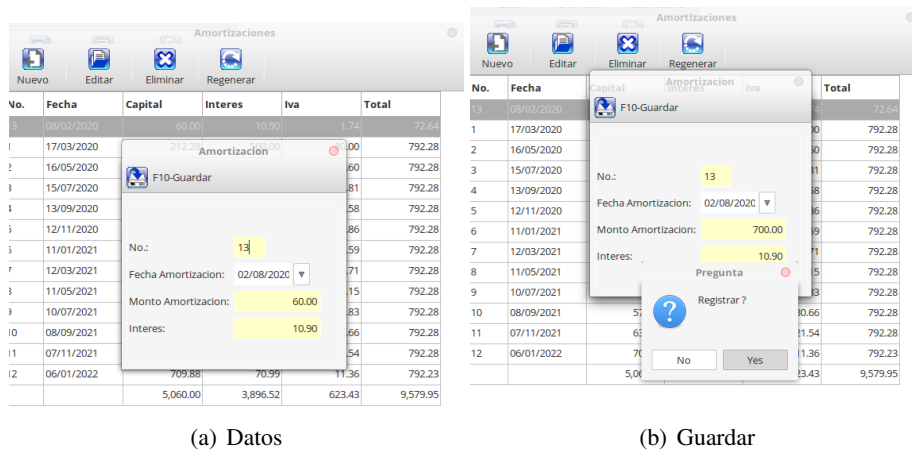 Amortizaciones
Nuevo Editar Eliminar Regenerar
No. Fecha Capital Interes Iva Total
13 08/02/2020 60.00 10.90 1.74 72.64
17/03/2020 212.28 792.28
16/05/2020 792.28
15/07/2020 792.28
13/09/2020 792.28
12/11/2020 792.28
11/01/2021 792.28
12/03/2021 792.28
11/05/2021 792.28
10/07/2021 792.28
08/09/2021 792.28
07/11/2021 792.28
12 06/01/2022 709.88 70.99 11.36 792.23
5,060.00 3,896.52 623.43 9,579.95
Amortizacion
F10-Guardar
No.: 13
Fecha Amortizacion: 02/08/2020
Monto Amortizacion: 60.00
Interes: 10.90
(a) Datos
Amortizaciones
Nuevo Editar Eliminar Regenerar
No. Fecha Capital Interes Iva Total
13 08/02/2020 72.64
1 17/03/2020 792.28
2 16/05/2020 792.28
3 15/07/2020 792.28
4 13/09/2020 792.28
5 12/11/2020 792.28
6 11/01/2021 792.28
7 12/03/2021 792.28
8 11/05/2021 792.28
9 10/07/2021 792.28
10 08/09/2021 792.28
11 07/11/2021 792.28
12 06/01/2022 792.23
9,579.95
Amortizacion
F10-Guardar
No.: 13
Fecha Amortizacion: 02/08/2020
Monto Amortizacion: 700.00
Interes: 10.90
Pregunta
Registrar ?
No Yes
(b) Guardar